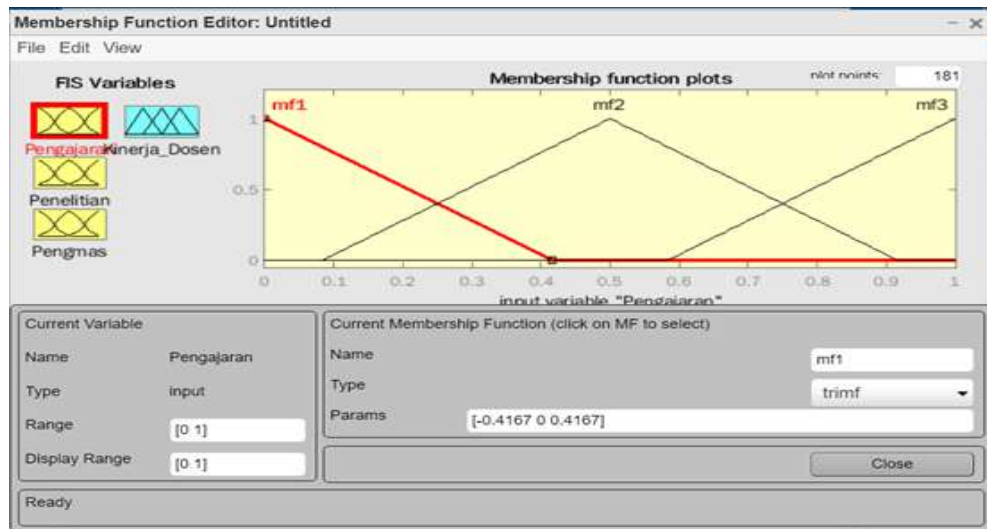 Membership Function Editor: Untitled
File Edit View
FIS Variables
Membership function plots
plot points:
181
Pengajaran
Kinerja_Dosen
Penelitian
Pengmas
mf1
mf2
mf3
1
0.5
0
0 0.1 0.2 0.3 0.4 0.5 0.6 0.7 0.8 0.9 1
input variable "Pengajaran"
Current Variable
Name Pengajaran
Type input
Range [0 1]
Display Range [0 1]
Current Membership Function (click on MF to select)
Name mf1
Type trimf
Params [-0.4167 0 0.4167]
Close
Ready